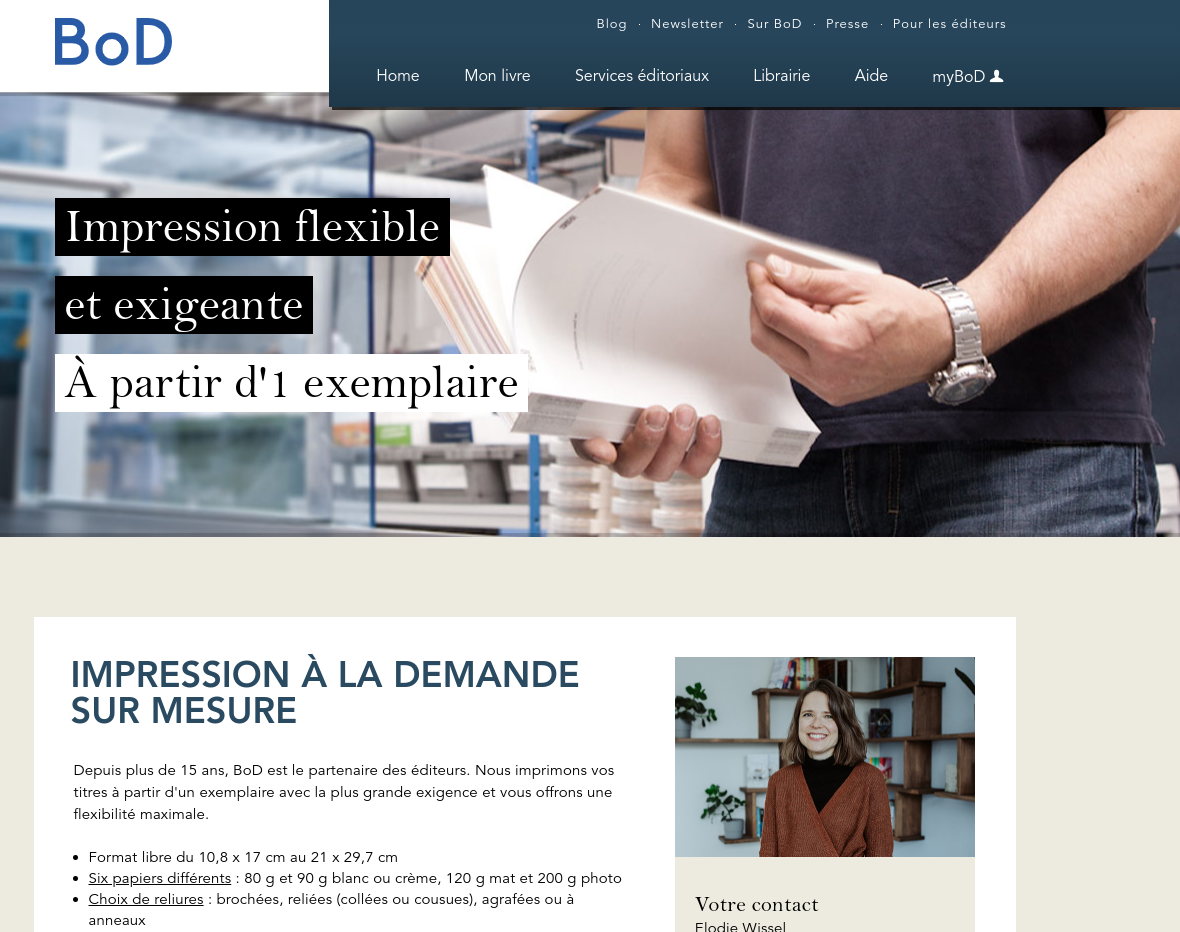 BoD
Blog · Newsletter · Sur BoD · Presse · Pour les éditeurs
Home Mon livre Services éditoriaux Librairie Aide myBoD
Impression flexible
et exigeante
À partir d'1 exemplaire
IMPRESSION À LA DEMANDE
SUR MESURE
Depuis plus de 15 ans, BoD est le partenaire des éditeurs. Nous imprimons vos
titres à partir d'un exemplaire avec la plus grande exigence et vous offrons une
flexibilité maximale.
• Format libre du 10,8 x 17 cm au 21 x 29,7 cm
• Six papiers différents : 80 g et 90 g blanc ou crème, 120 g mat et 200 g photo
• Choix de reliures : brochées, reliées (collées ou cousues), agrafées ou à
anneaux
Votre contact
Elodie Wissel